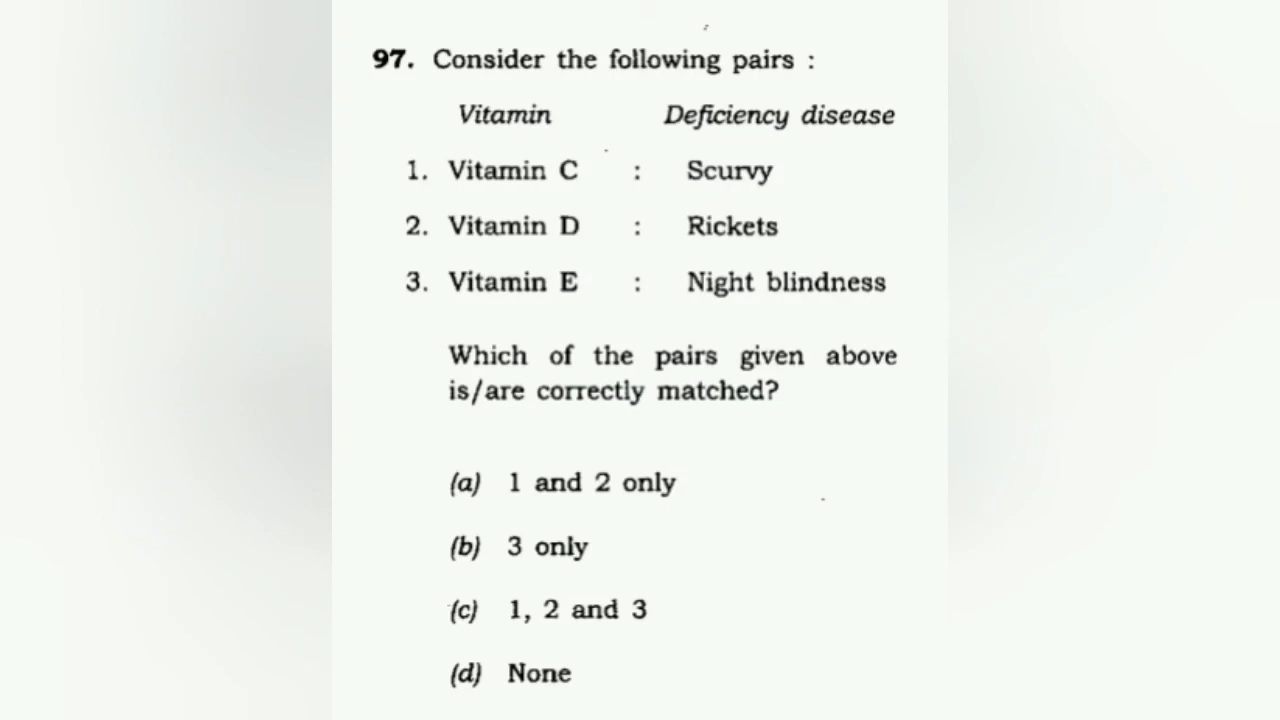 97. Consider the following pairs :
Vitamin Deficiency disease
1. Vitamin C : Scurvy
2. Vitamin D : Rickets
3. Vitamin E : Night blindness
Which of the pairs given above
is/are correctly matched?
(a) 1 and 2 only
(b) 3 only
(c) 1, 2 and 3
(d) None